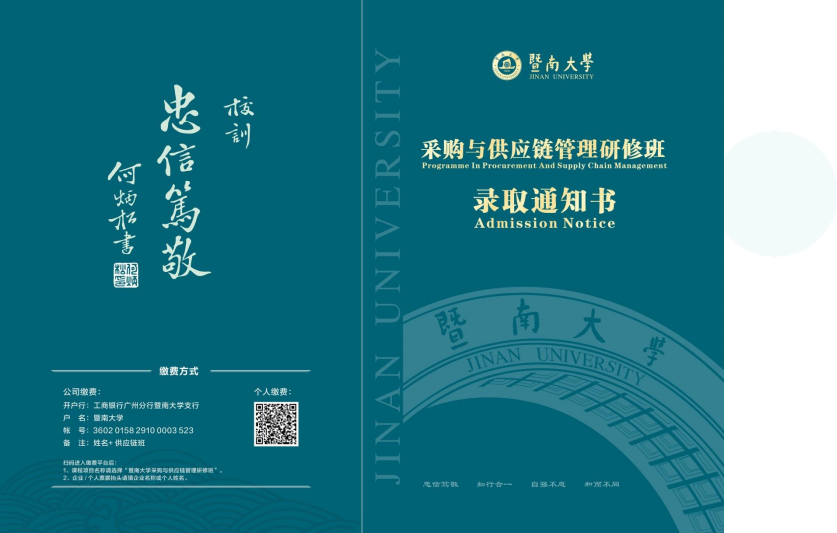 校訓
忠信篤敬
何炳松書
缴费方式
公司缴费：
开户行：工商银行广州分行暨南大学支行
户 名：暨南大学
帐 号：3602 0158 2910 0003 523
备 注：姓名+ 供应链班
个人缴费：
扫码进入缴费平台后：
1、课程项目名称请选择“暨南大学采购与供应链管理研修班”。
2、企业 / 个人票据抬头请填企业名称或个人姓名。
JINAN UNIVERSITY
暨南大學
JINAN UNIVERSITY
采购与供应链管理研修班
Programme In Procurement And Supply Chain Management
录取通知书
Admission Notice
暨南大學
JINAN UNIVERSITY
忠信笃敬 知行合一 自强不息 和而不同